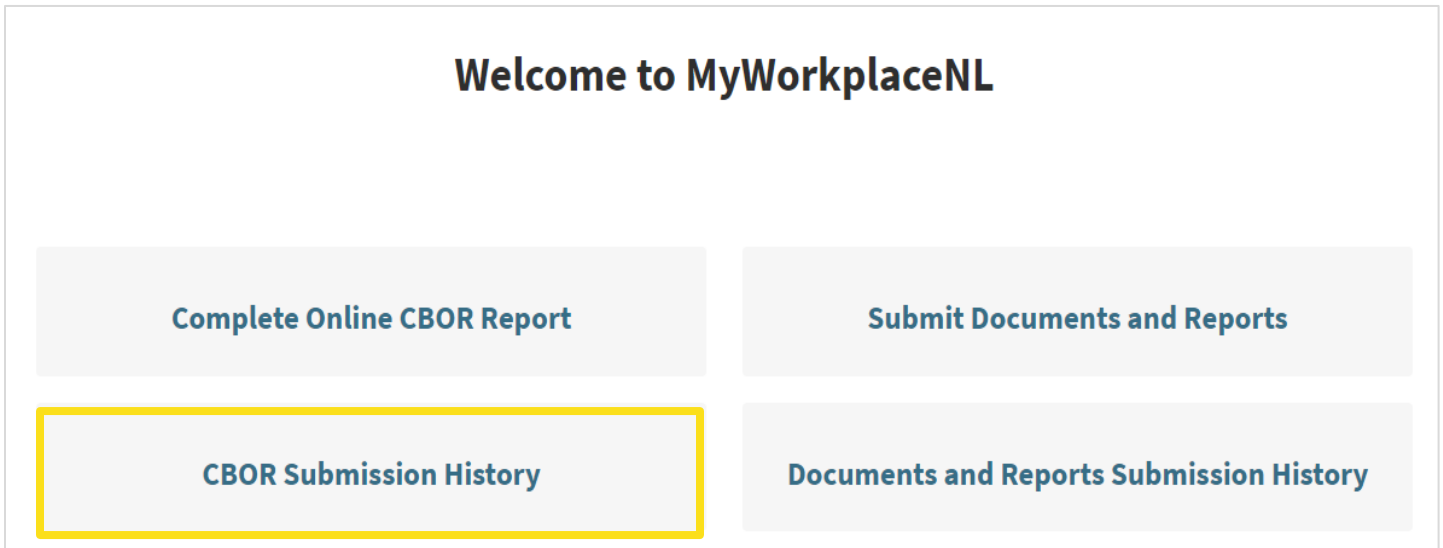 Welcome to MyWorkplaceNL
Complete Online CBOR Report
Submit Documents and Reports
CBOR Submission History
Documents and Reports Submission History